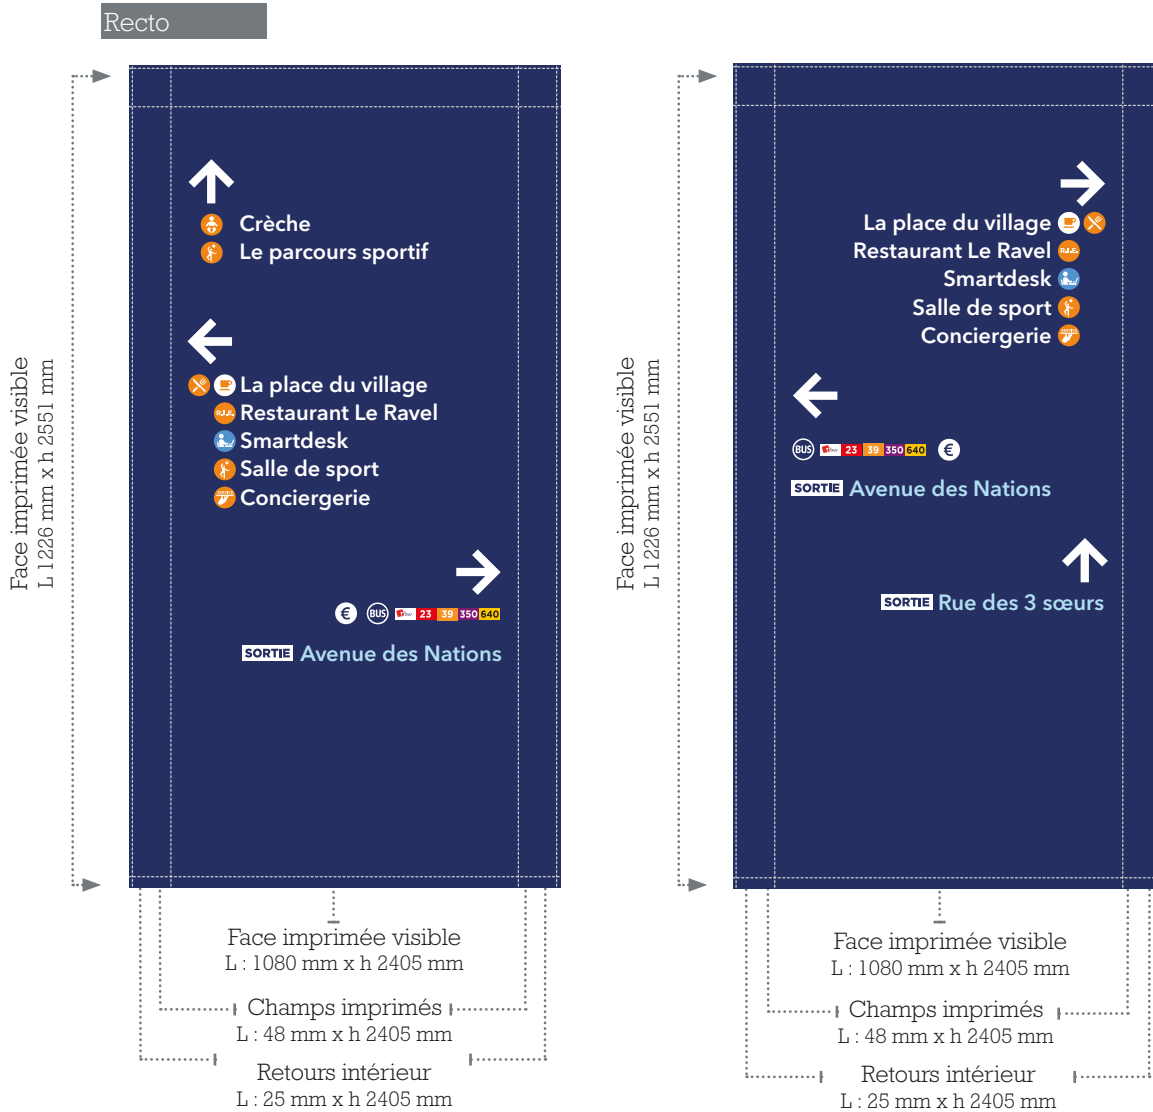 Recto
Face imprimée visible
L 1226 mm x h 2551 mm
Crèche
Le parcours sportif
La place du village
R.I.E. Restaurant Le Ravel
Smartdesk
Salle de sport
Conciergerie
€ BUS 23 39 350 640
SORTIE Avenue des Nations
Face imprimée visible
L : 1080 mm x h 2405 mm
Champs imprimés
L : 48 mm x h 2405 mm
Retours intérieur
L : 25 mm x h 2405 mm
Face imprimée visible
L 1226 mm x h 2551 mm
La place du village
Restaurant Le Ravel R.I.E.
Smartdesk
Salle de sport
Conciergerie
BUS 23 39 350 640 €
SORTIE Avenue des Nations
SORTIE Rue des 3 sœurs
Face imprimée visible
L : 1080 mm x h 2405 mm
Champs imprimés
L : 48 mm x h 2405 mm
Retours intérieur
L : 25 mm x h 2405 mm